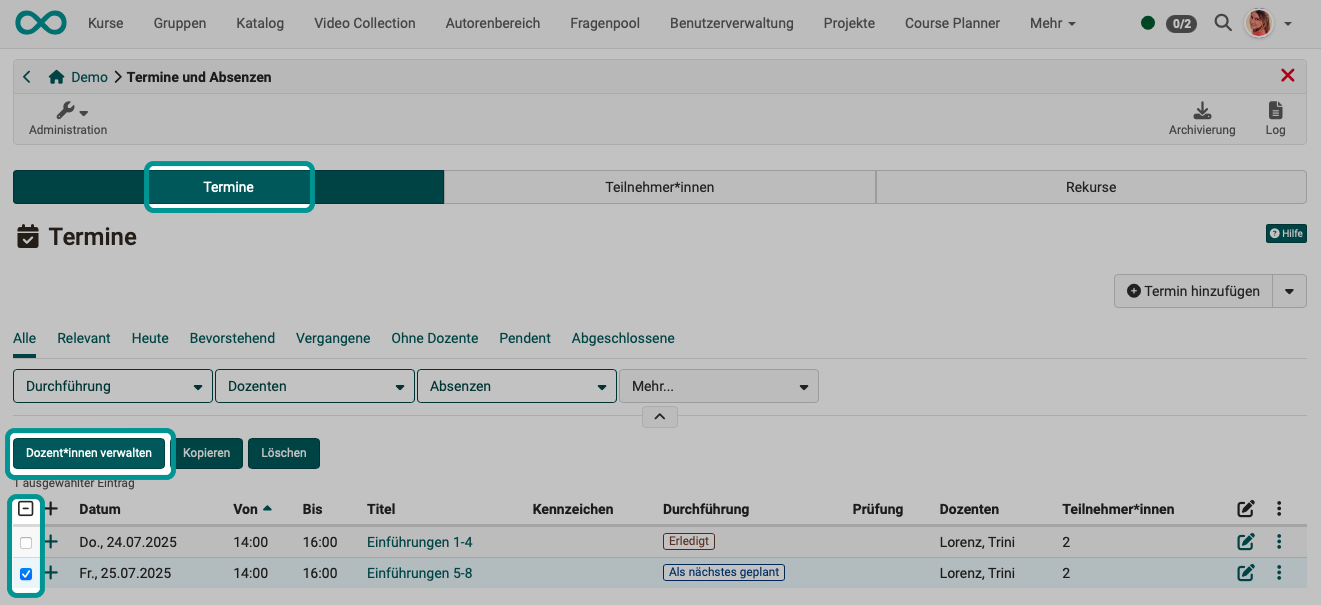 Kurse Gruppen Katalog Video Collection Autorenbereich Fragenpool Benutzerverwaltung Projekte Course Planner Mehr 0/2
Demo Termine und Absenzen
Administration Archivierung Log
Termine Teilnehmer*innen Rekurse
Termine
Hilfe
Termin hinzufügen
Alle Relevant Heute Bevorstehend Vergangene Ohne Dozente Pendent Abgeschlossene
Durchführung Dozenten Absenzen Mehr...
Dozent*innen verwalten Kopieren Löschen
1 ausgewählter Eintrag
Datum Von Bis Titel Kennzeichen Durchführung Prüfung Dozenten Teilnehmer*innen
Do., 24.07.2025 14:00 16:00 Einführungen 1-4 Erledigt Lorenz, Trini 2
Fr., 25.07.2025 14:00 16:00 Einführungen 5-8 Als nächstes geplant Lorenz, Trini 2